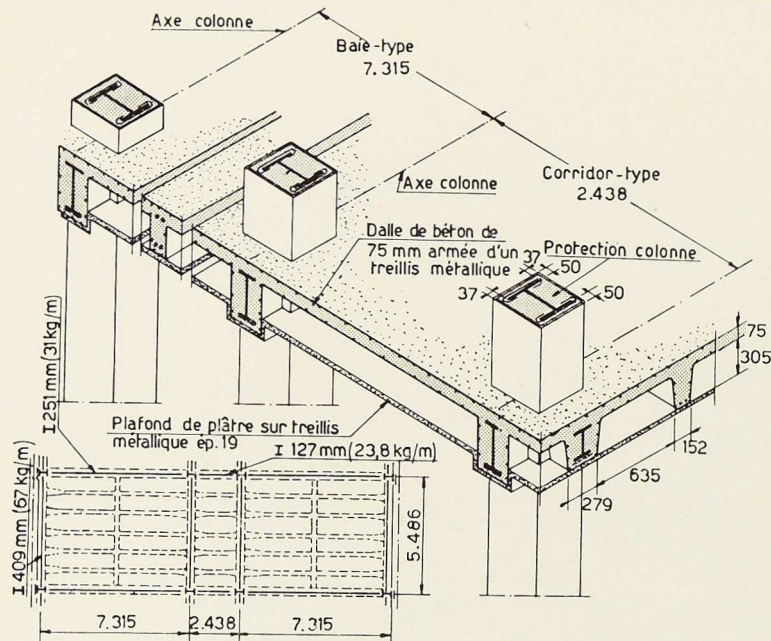 Axe colonne
Baie-type
7.315
Axe colonne
Corridor-type
2.438
Dalle de béton de
75 mm armée d'un
treillis métallique
Protection colonne
37
50
37
50
75
305
152
635
279
I 251 mm (31kg/m)
Plafond de plâtre sur treillis
métallique ép. 19
I 127 mm (23,8 kg/m)
I 409 mm (67 kg/m)
5.486
7.315
2.438
7.315